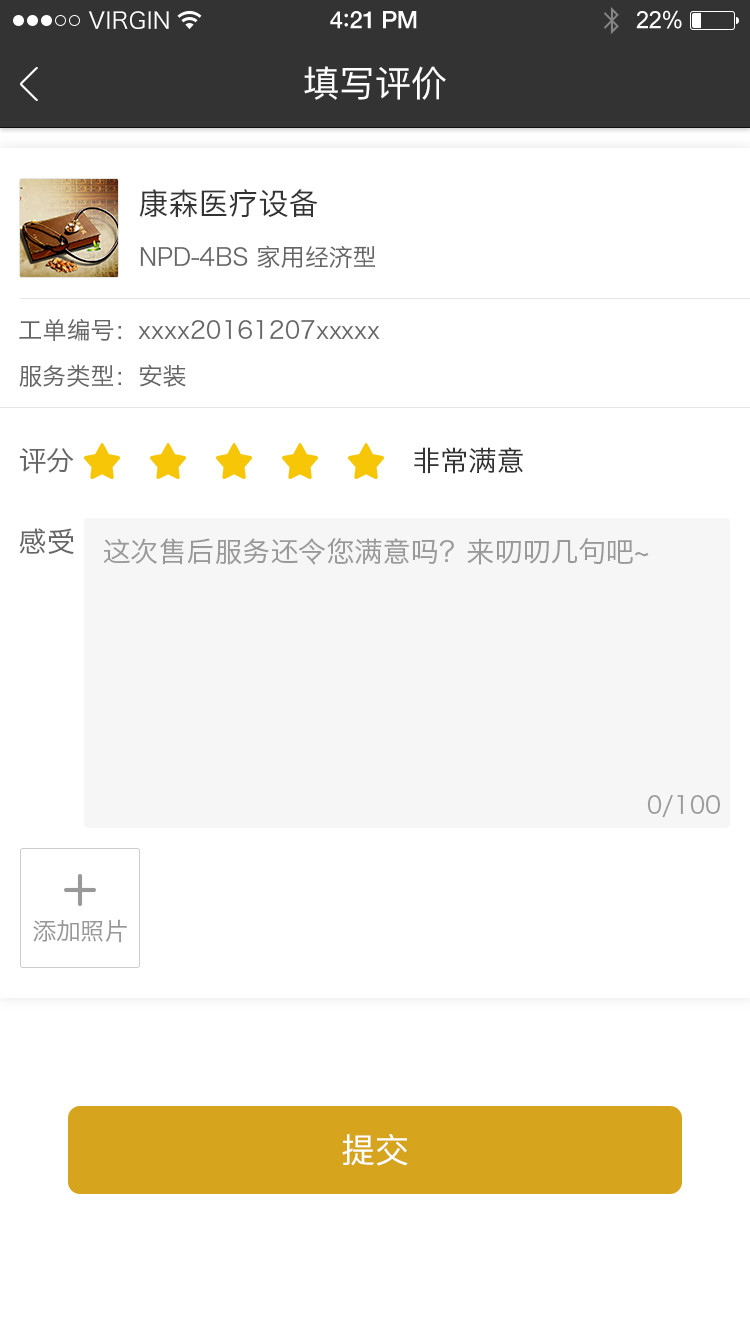 VIRGIN 4:21 PM 22%
填写评价
康森医疗设备
NPD-4BS 家用经济型
工单编号：xxxx20161207xxxxx
服务类型：安装
评分 非常满意
感受 这次售后服务还令您满意吗？来叨叨几句吧~
0/100
添加照片
提交